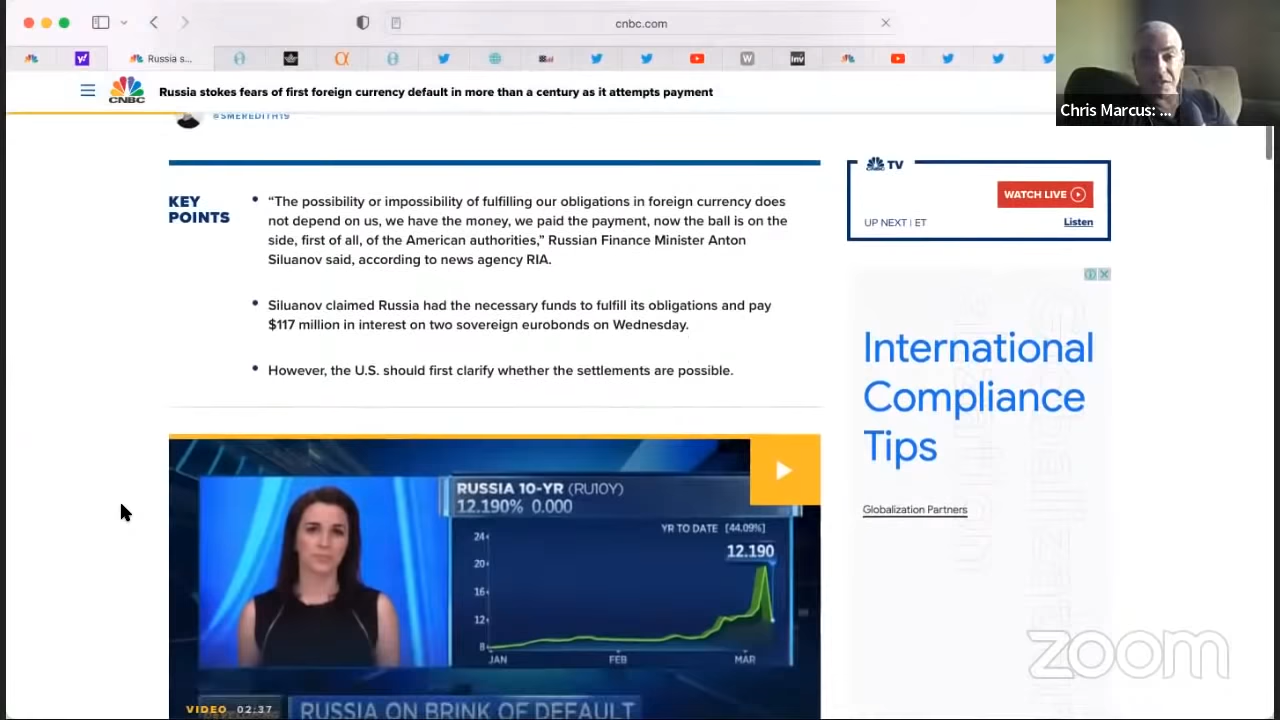 cnbc.com
Russia s...
Inv
CNBC
Russia stokes fears of first foreign currency default in more than a century as it attempts payment
Chris Marcus: ...
@SMEREDITH19
KEY
POINTS
• “The possibility or impossibility of fulfilling our obligations in foreign currency does
not depend on us, we have the money, we paid the payment, now the ball is on the
side, first of all, of the American authorities,” Russian Finance Minister Anton
Siluanov said, according to news agency RIA.
• Siluanov claimed Russia had the necessary funds to fulfill its obligations and pay
$117 million in interest on two sovereign eurobonds on Wednesday.
• However, the U.S. should first clarify whether the settlements are possible.
TV
WATCH LIVE
UP NEXT | ET
Listen
International
Compliance
Tips
Globalization Partners
RUSSIA 10-YR (RU10Y)
12.190% 0.000
YR TO DATE [44.09%]
12.190
24
20
16
12
8
JAN FEB MAR
VIDEO 02:37
RUSSIA ON BRINK OF DEFAULT
zoom